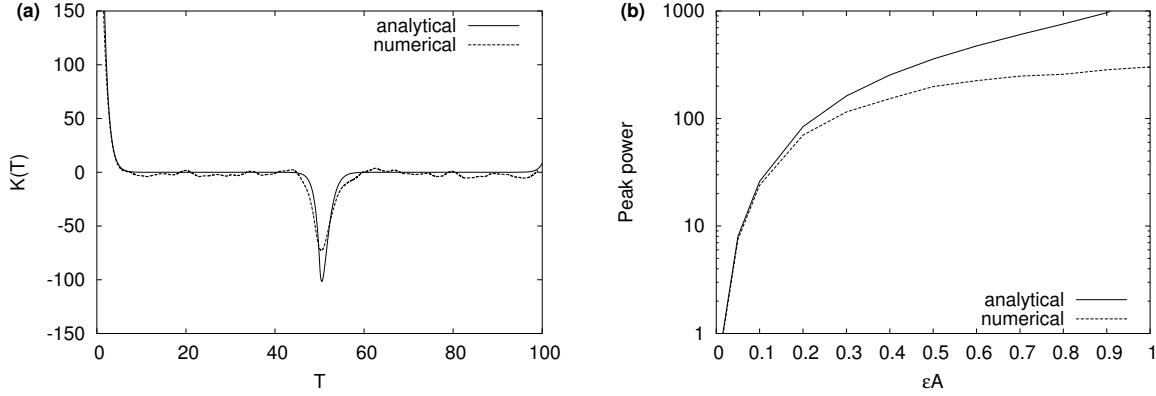 (a)
analytical
numerical
150
100
50
0
-50
-100
-150
K(T)
0 20 40 60 80 100
T
(b)
1000
100
10
1
Peak power
analytical
numerical
0 0.1 0.2 0.3 0.4 0.5 0.6 0.7 0.8 0.9 1
εA